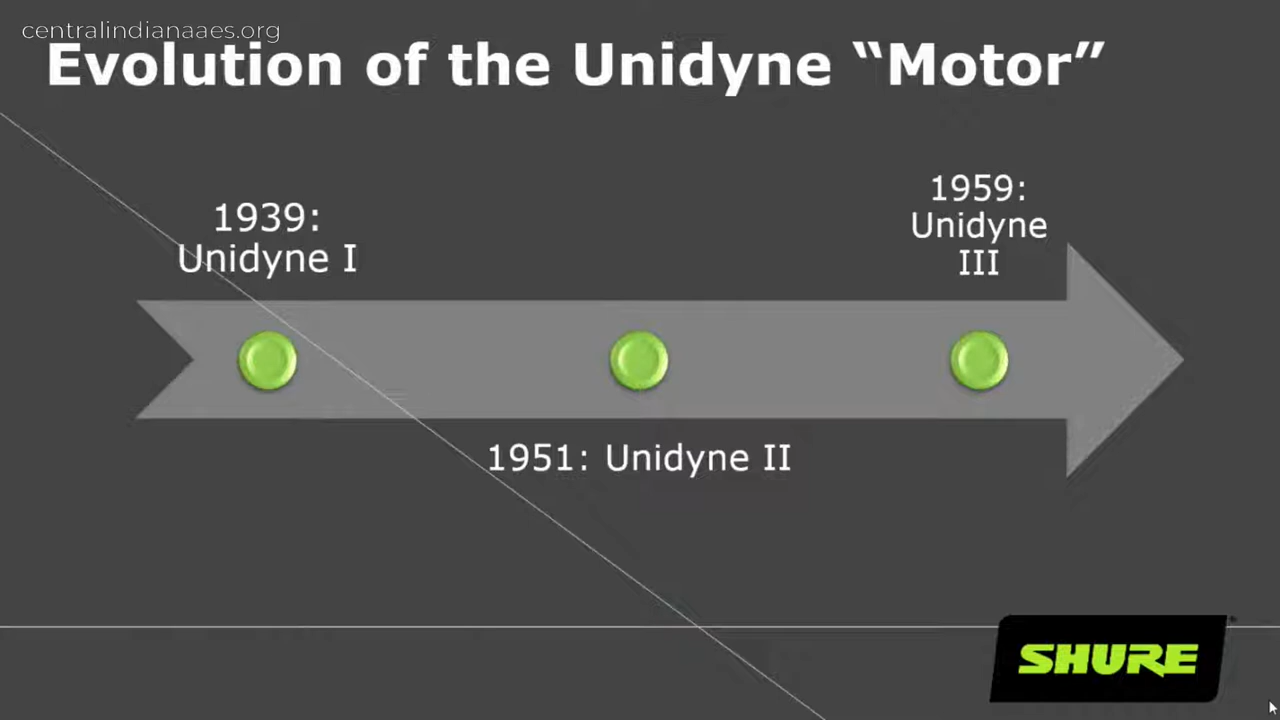 centralindianaaes.org
Evolution of the Unidyne “Motor”
1939:
Unidyne I
1959:
Unidyne
III
1951: Unidyne II
SHURE